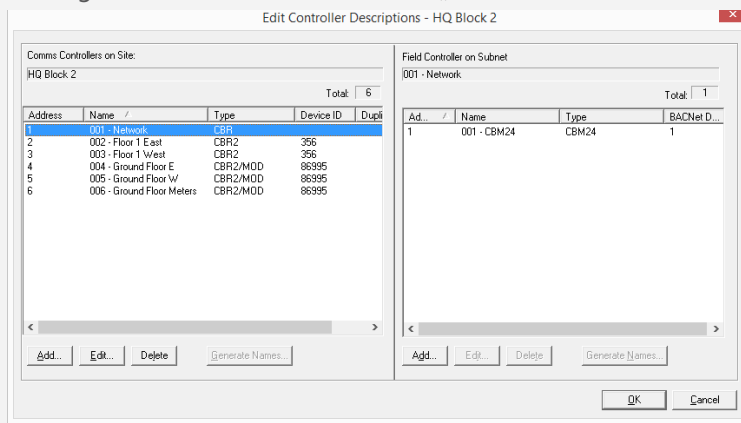 Edit Controller Descriptions - HQ Block 2
Comms Controllers on Site:
HQ Block 2
Total: 6
Address Name / Type Device ID Dupli
1 001 - Network CBR
2 002 - Floor 1 East CBR2 356
3 003 - Floor 1 West CBR2 356
4 004 - Ground Floor E CBR2/MOD 86995
5 005 - Ground Floor W CBR2/MOD 86995
6 006 - Ground Floor Meters CBR2/MOD 86995
Add... Edit... Delete Generate Names...
Field Controller on Subnet
001 - Network
Total: 1
Ad... / Name Type BACNet D...
1 001 - CBM24 CBM24 1
Add... Edit... Delete Generate Names...
OK Cancel